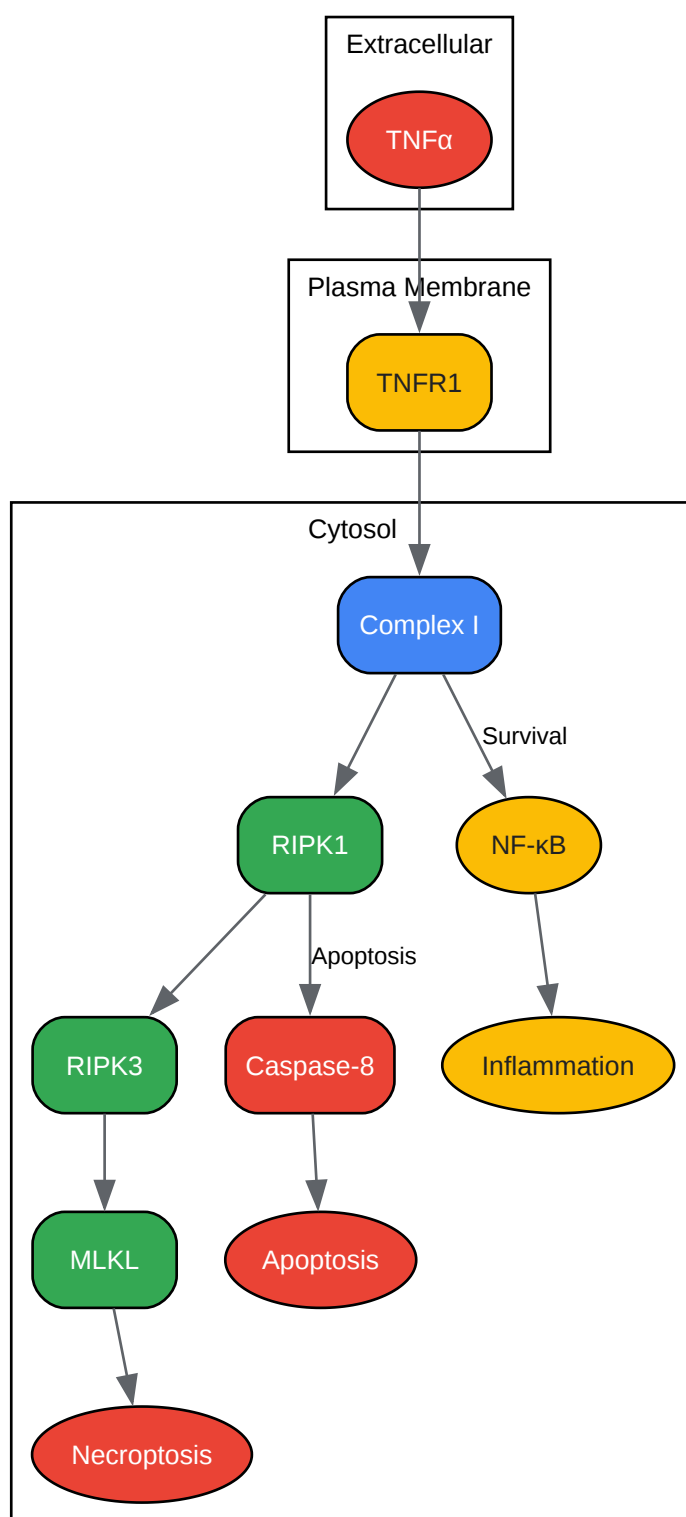 Extracellular
TNFα
Plasma Membrane
TNFR1
Cytosol
Complex I
Survival
RIPK1
NF-κB
Apoptosis
RIPK3
Caspase-8
Inflammation
MLKL
Apoptosis
Necroptosis